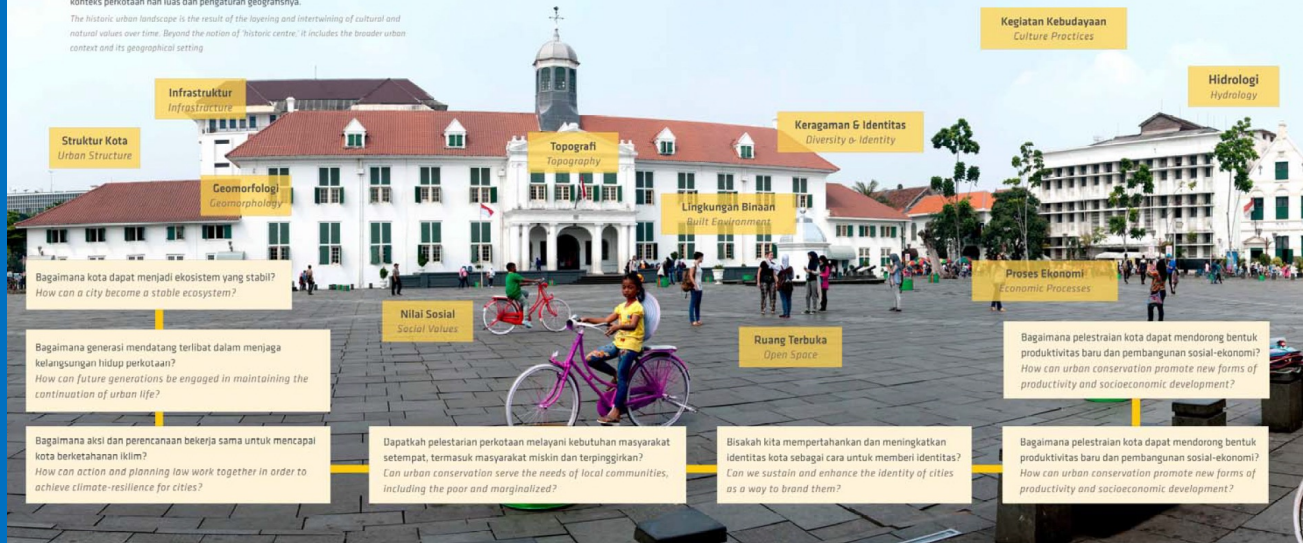 konteks perkotaan nan luas dan pengaturan geografisnya.
The historic urban landscape is the result of the layering and intertwining of cultural and
natural values over time. Beyond the notion of 'historic centre,' it includes the broader urban
context and its geographical setting
Kegiatan Kebudayaan
Culture Practices
Hidrologi
Hydrology
Infrastruktur
Infrastructure
Keragaman & Identitas
Diversity & Identity
Struktur Kota
Urban Structure
Topografi
Topography
Geomorfologi
Geomorphology
Lingkungan Binaan
Built Environment
Proses Ekonomi
Economic Processes
Nilai Sosial
Social Values
Ruang Terbuka
Open Space
Bagaimana kota dapat menjadi ekosistem yang stabil?
How can a city become a stable ecosystem?
Bagaimana generasi mendatang terlibat dalam menjaga
kelangsungan hidup perkotaan?
How can future generations be engaged in maintaining the
continuation of urban life?
Bagaimana aksi dan perencanaan bekerja sama untuk mencapai
kota berketahanan iklim?
How can action and planning law work together in order to
achieve climate-resilience for cities?
Dapatkah pelestarian perkotaan melayani kebutuhan masyarakat
setempat, termasuk masyarakat miskin dan terpinggirkan?
Can urban conservation serve the needs of local communities,
including the poor and marginalized?
Bisakah kita mempertahankan dan meningkatkan
identitas kota sebagai cara untuk memberi identitas?
Can we sustain and enhance the identity of cities
as a way to brand them?
Bagaimana pelestraian kota dapat mendorong bentuk
produktivitas baru dan pembangunan sosial-ekonomi?
How can urban conservation promote new forms of
productivity and socioeconomic development?
Bagaimana pelestraian kota dapat mendorong bentuk
produktivitas baru dan pembangunan sosial-ekonomi?
How can urban conservation promote new forms of
productivity and socioeconomic development?